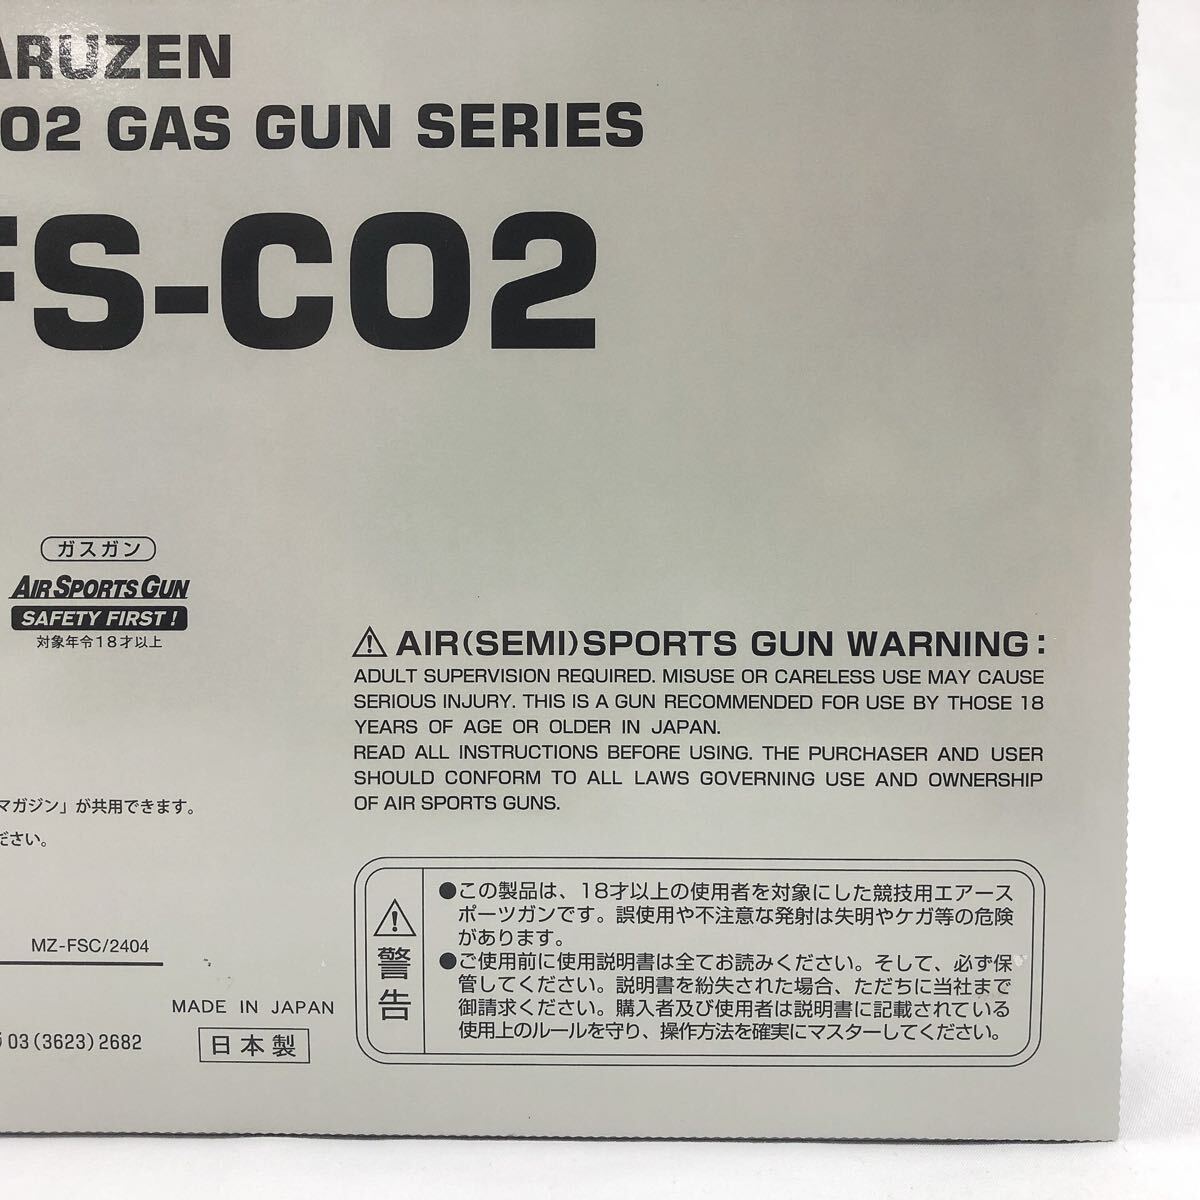 ARUZEN
CO2 GAS GUN SERIES
FS-CO2
ガスガン
AIR SPORTS GUN
SAFETY FIRST!
対象年令18才以上
⚠ AIR(SEMI)SPORTS GUN WARNING:
ADULT SUPERVISION REQUIRED. MISUSE OR CARELESS USE MAY CAUSE
SERIOUS INJURY. THIS IS A GUN RECOMMENDED FOR USE BY THOSE 18
YEARS OF AGE OR OLDER IN JAPAN.
READ ALL INSTRUCTIONS BEFORE USING. THE PURCHASER AND USER
SHOULD CONFORM TO ALL LAWS GOVERNING USE AND OWNERSHIP
OF AIR SPORTS GUNS.
マガジン」が共用できます。
ださい。
MZ-FSC/2404
MADE IN JAPAN
03(3623)2682
日本製
⚠警告
●この製品は、18才以上の使用者を対象にした競技用エアース
ポーツガンです。誤使用や不注意な発射は失明やケガ等の危険
があります。
●ご使用前に使用説明書は全てお読みください。そして、必ず保
管してください。説明書を紛失された場合、ただちに当社まで
御請求ください。購入者及び使用者は説明書に記載されている
使用上のルールを守り、操作方法を確実にマスターしてください。